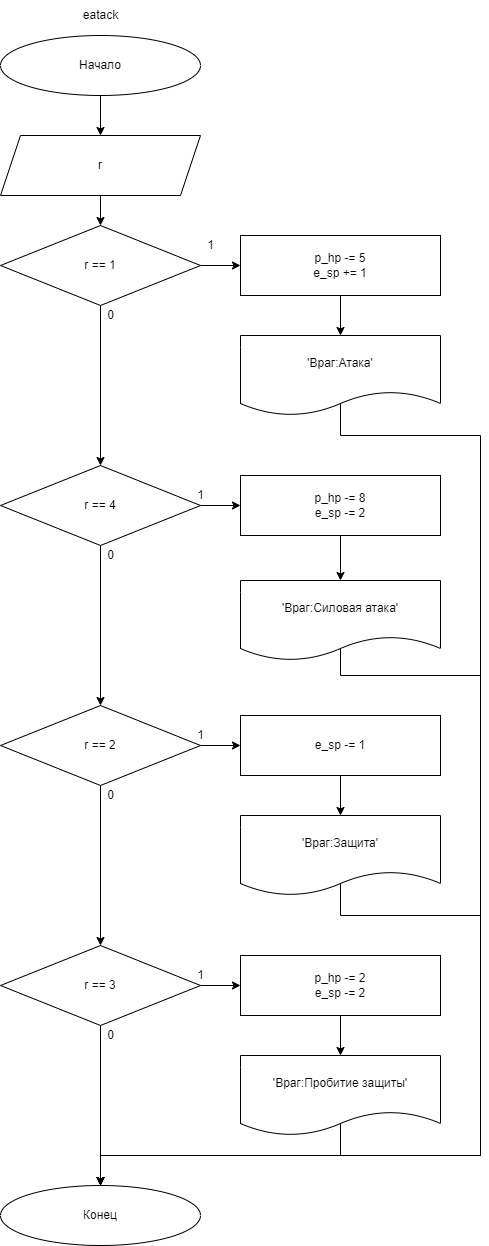 eatack
Начало
r
r == 1
1
p_hp -= 5
e_sp += 1
0
'Враг:Атака'
r == 4
1
p_hp -= 8
e_sp -= 2
0
'Враг:Силовая атака'
r == 2
1
e_sp -= 1
0
'Враг:Защита'
r == 3
1
p_hp -= 2
e_sp -= 2
0
'Враг:Пробитие защиты'
Конец